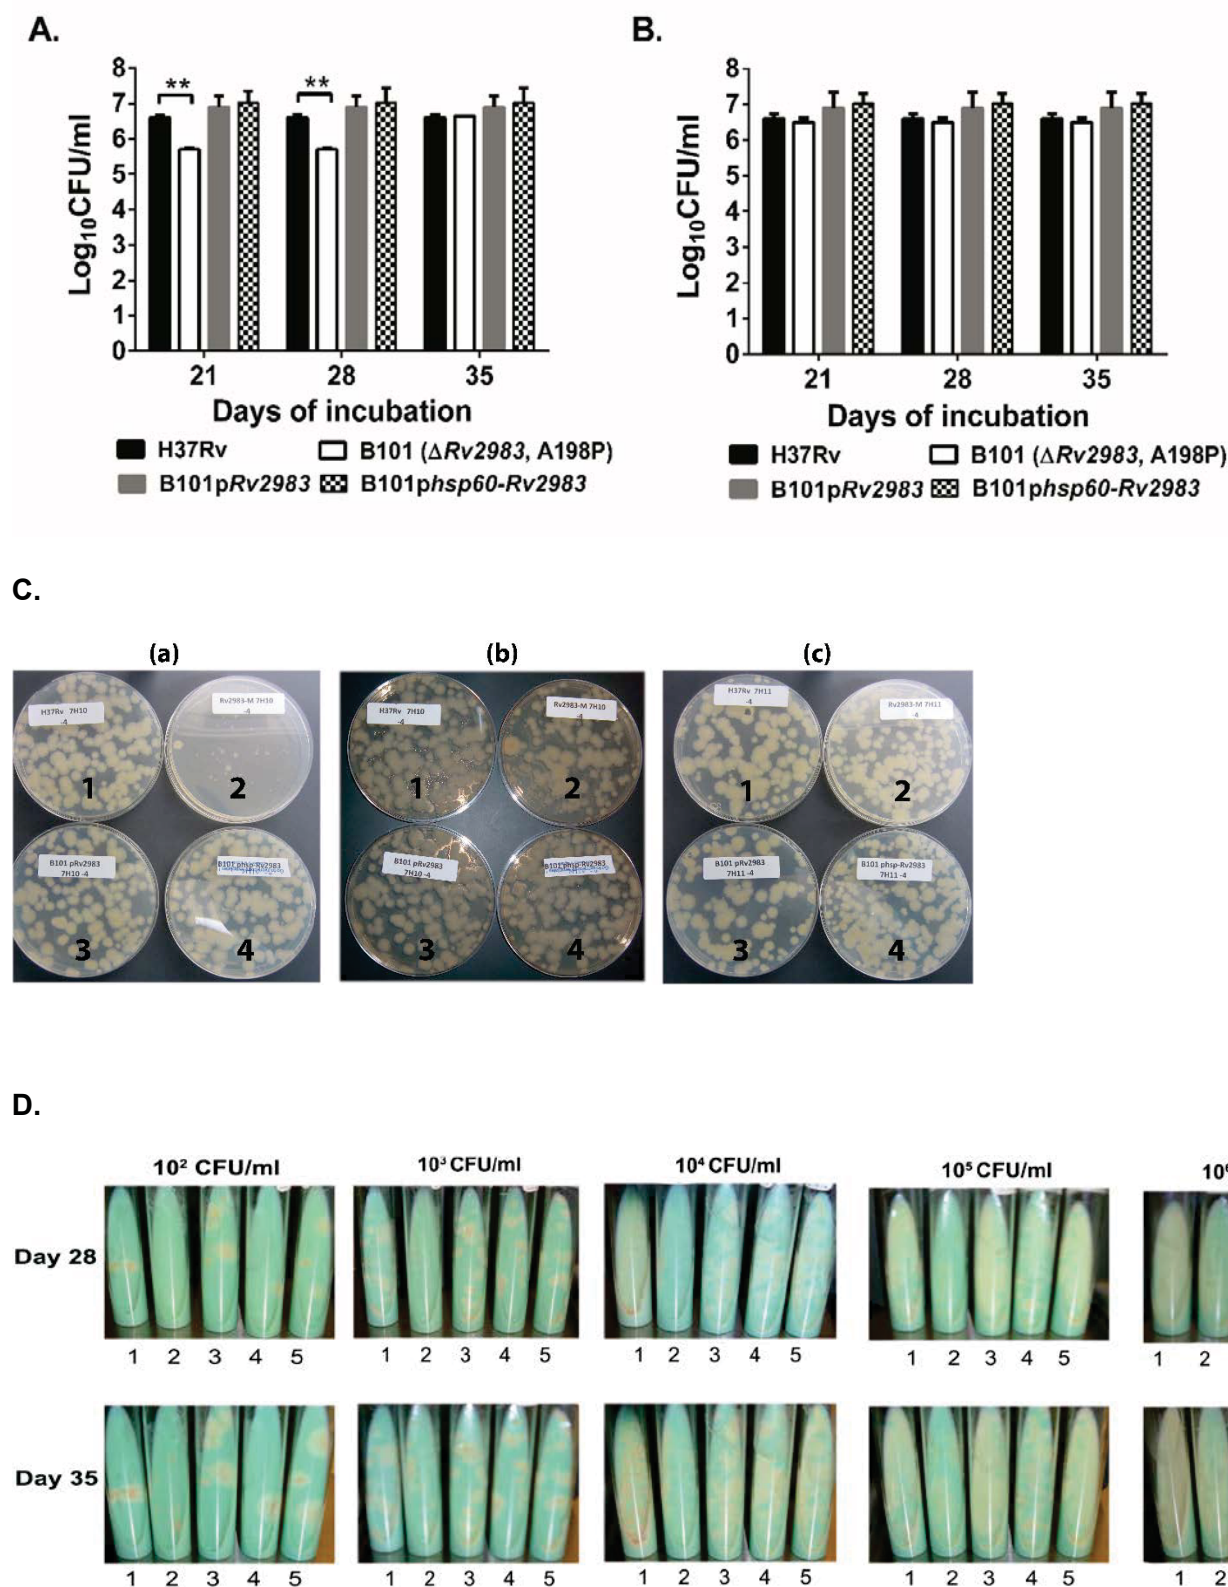 A.
8
7
6
5
4
3
2
1
0
Log10CFU/ml
**
**
21 28 35
Days of incubation
H37Rv B101 (ΔRv2983, A198P)
B101pRv2983 B101phsp60-Rv2983
B.
8
7
6
5
4
3
2
1
0
Log10CFU/ml
21 28 35
Days of incubation
H37Rv B101 (ΔRv2983, A198P)
B101pRv2983 B101phsp60-Rv2983
C.
(a) (b) (c)
H37Rv 7H10
-4
1
Rv2983-M 7H10
-4
2
B101 pRv2983
7H10 -4
3
B101 phsp-Rv2983
4
H37Rv 7H10
-4
1
Rv2983-M 7H10
-4
2
B101 pRv2983
7H10 -4
3
B101 phsp-Rv2983
4
H37Rv 7H11
-4
1
Rv2983-M 7H11
-4
2
B101 pRv2983
7H11 -4
3
B101 phsp-Rv2983
7H11 -4
4
D.
10² CFU/ml 10³ CFU/ml 10⁴ CFU/ml 10⁵ CFU/ml 10⁶
Day 28
1 2 3 4 5 1 2 3 4 5 1 2 3 4 5 1 2 3 4 5 1 2
Day 35
1 2 3 4 5 1 2 3 4 5 1 2 3 4 5 1 2 3 4 5 1 2